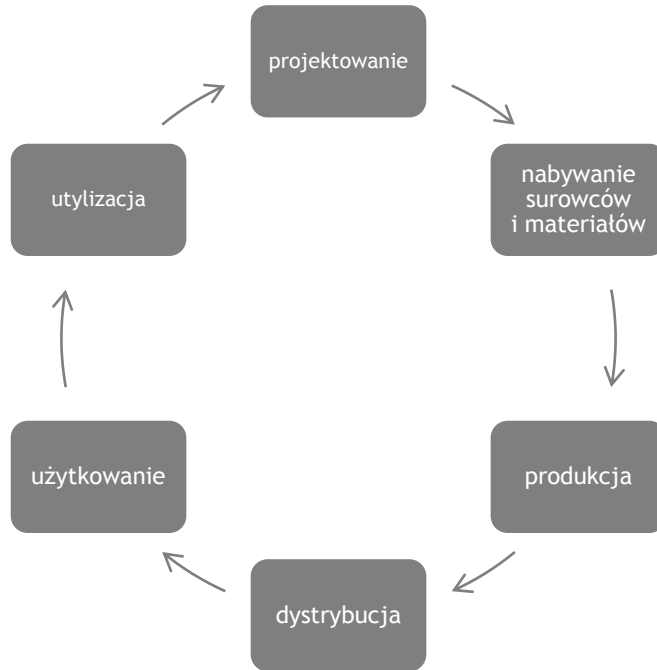 projektowanie
nabywanie
surowców
i materiałów
produkcja
dystrybucja
użytkowanie
utylizacja